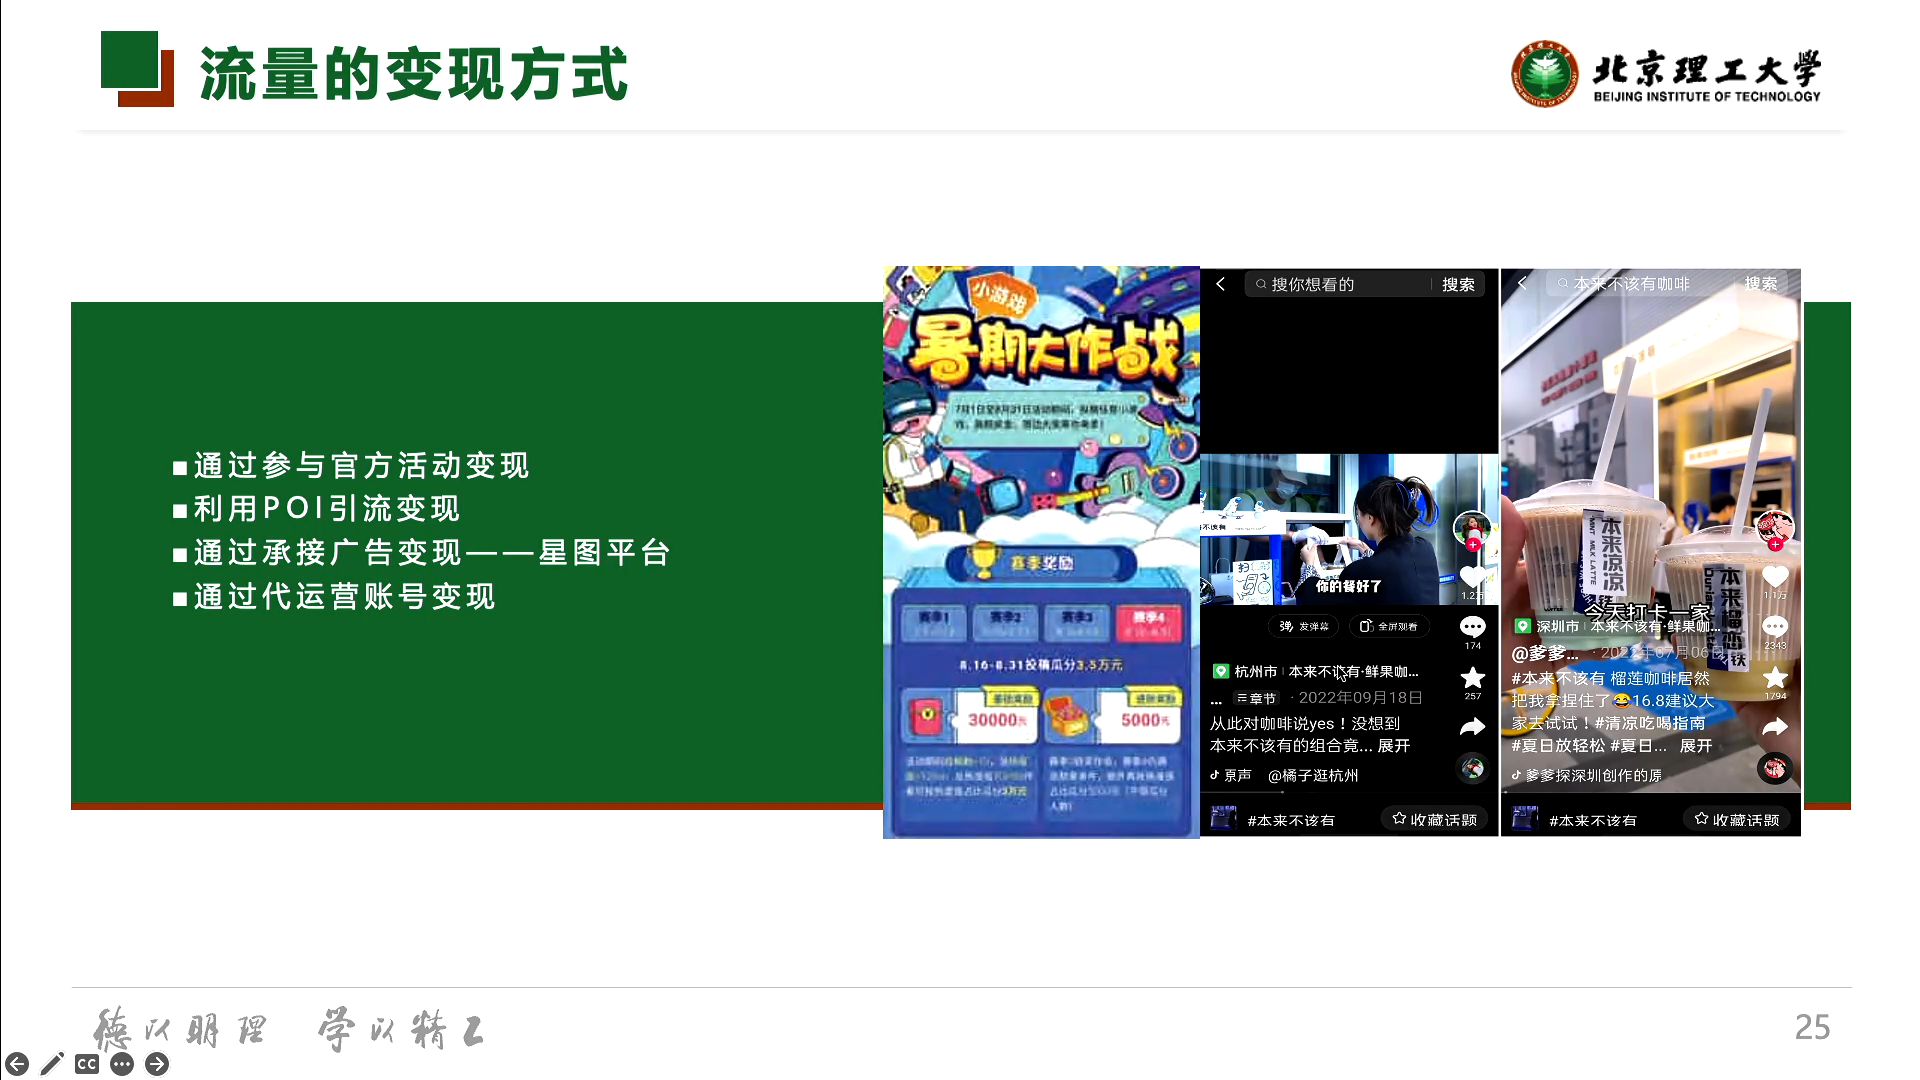 流量的变现方式
北京理工大学
BEIJING INSTITUTE OF TECHNOLOGY
■通过参与官方活动变现
■利用POI引流变现
■通过承接广告变现——星图平台
■通过代运营账号变现
小游戏
暑期大作战
赛季奖励
赛季1 赛季2 赛季3 赛季4
8.16-8.31投稿瓜分3.5万元
30000元
5000元
搜你想看的 搜索
你的餐好了
1.2万
发弹幕 全屏观看
174
杭州市 本来不该有·鲜果咖...
257
... 章节 · 2022年09月18日
从此对咖啡说yes！没想到
本来不该有的组合竟... 展开
@橘子逛杭州
#本来不该有 收藏话题
本来不该有咖啡 搜索
本来凉凉
MINT MILK LATTE
本来榴恋铁
1.1万
今天打卡一家
深圳市 本来不该有·鲜果咖...
2343
@爹爹... · 2022年07月06日
#本来不该有 榴莲咖啡居然
1794
把我拿捏住了😂16.8建议大
家去试试！#清凉吃喝指南
#夏日放轻松 #夏日... 展开
爹爹探深圳创作的原
#本来不该有 收藏话题
德以明理 学以精工
25
CC